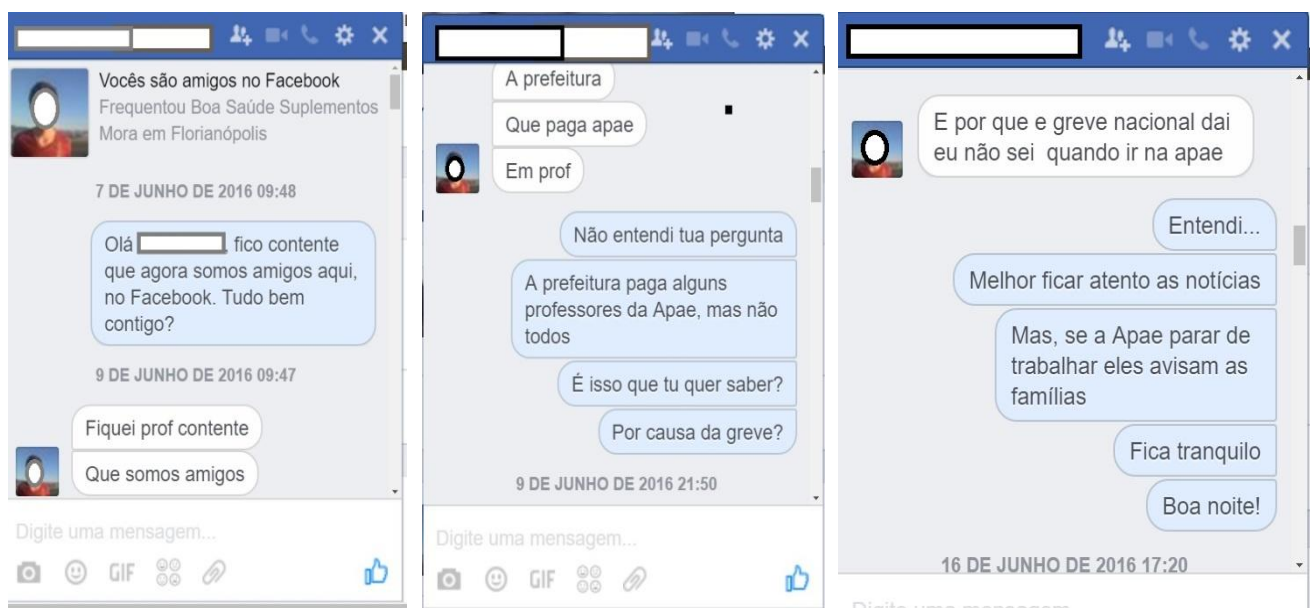 Vocês são amigos no Facebook
Frequentou Boa Saúde Suplementos
Mora em Florianópolis
7 DE JUNHO DE 2016 09:48
Olá fico contente
que agora somos amigos aqui,
no Facebook. Tudo bem
contigo?
9 DE JUNHO DE 2016 09:47
Fiquei prof contente
Que somos amigos
Digite uma mensagem...
GIF
A prefeitura
Que paga apae
Em prof
Não entendi tua pergunta
A prefeitura paga alguns
professores da Apae, mas não
todos
É isso que tu quer saber?
Por causa da greve?
9 DE JUNHO DE 2016 21:50
Digite uma mensagem...
GIF
E por que e greve nacional dai
eu não sei quando ir na apae
Entendi...
Melhor ficar atento as notícias
Mas, se a Apae parar de
trabalhar eles avisam as
famílias
Fica tranquilo
Boa noite!
16 DE JUNHO DE 2016 17:20
Digite uma mensagem